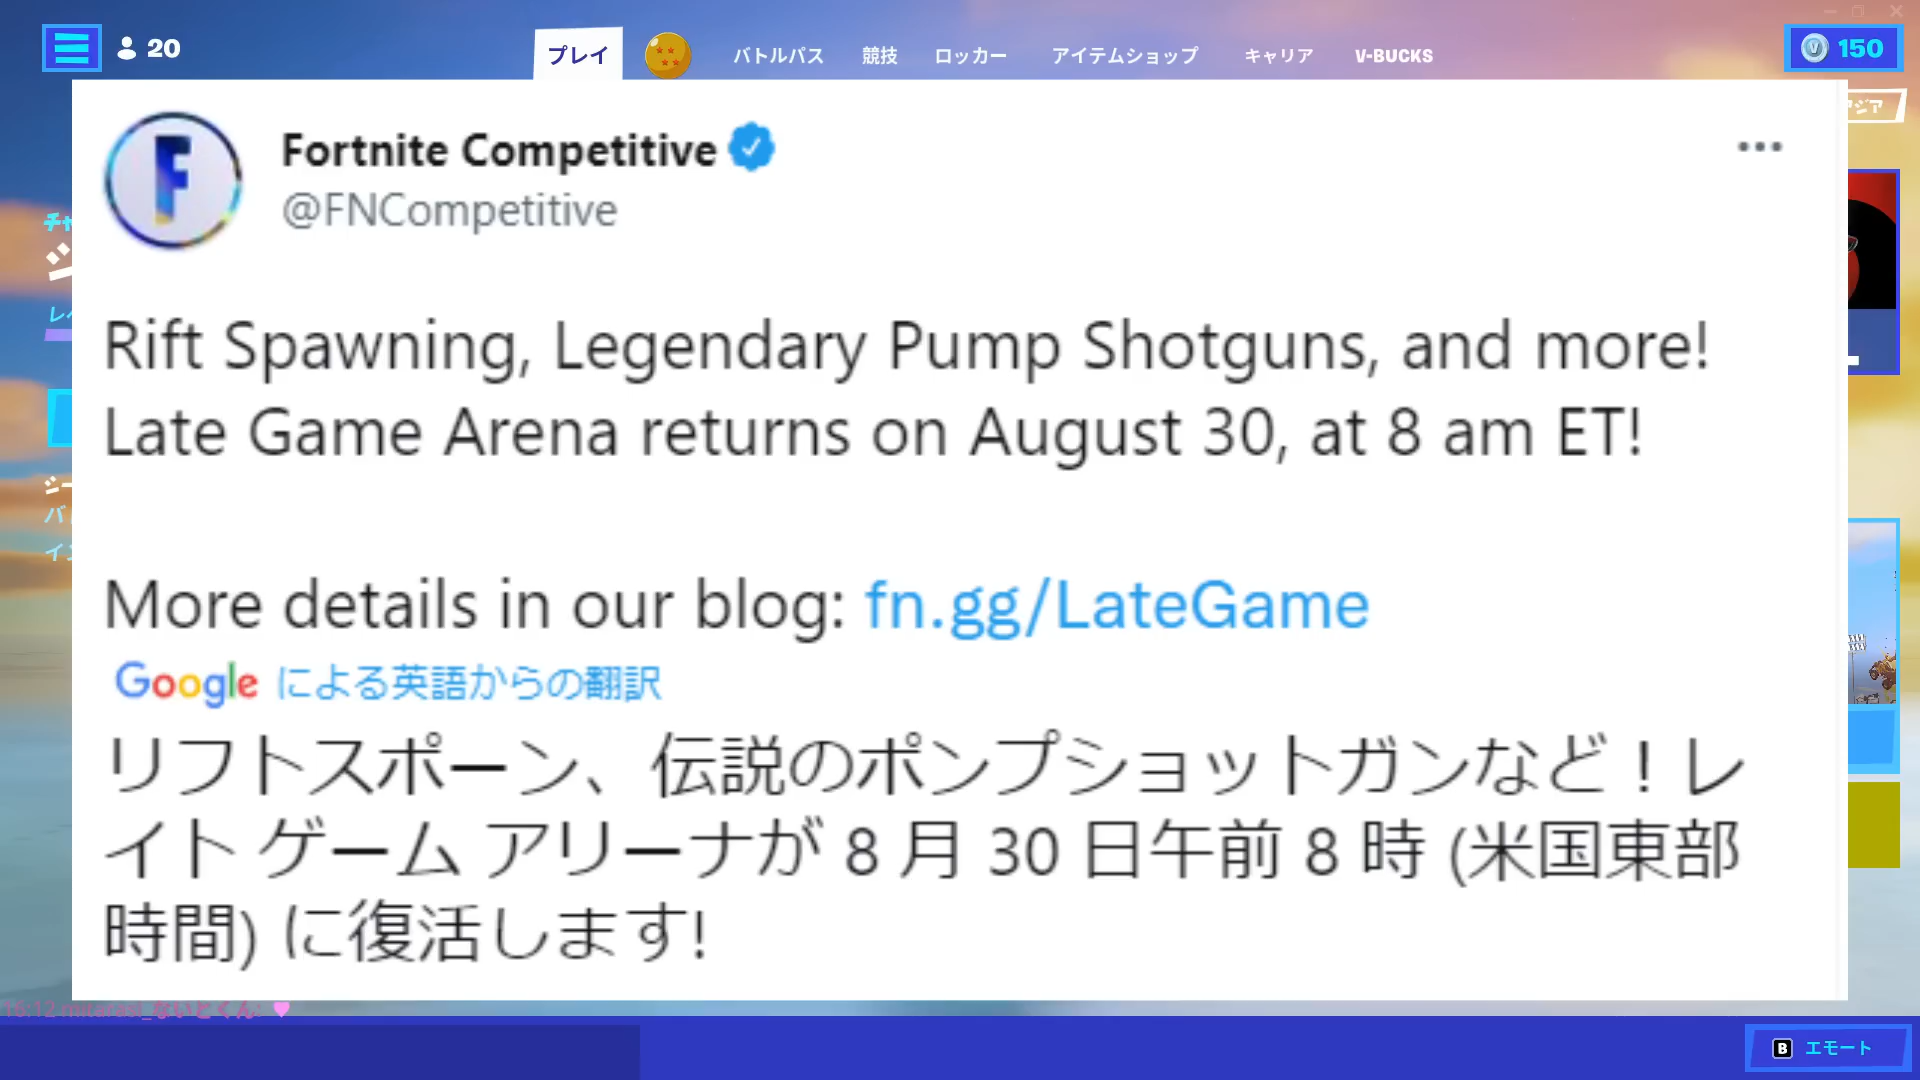 20
プレイ
バトルパス
競技
ロッカー
アイテムショップ
キャリア
V-BUCKS
150
Fortnite Competitive
@FNCompetitive
Rift Spawning, Legendary Pump Shotguns, and more!
Late Game Arena returns on August 30, at 8 am ET!
More details in our blog: fn.gg/LateGame
Google による英語からの翻訳
リフトスポーン、伝説のポンプショットガンなど！レ
イト ゲーム アリーナが 8 月 30 日午前 8 時 (米国東部
時間) に復活します!
B エモート